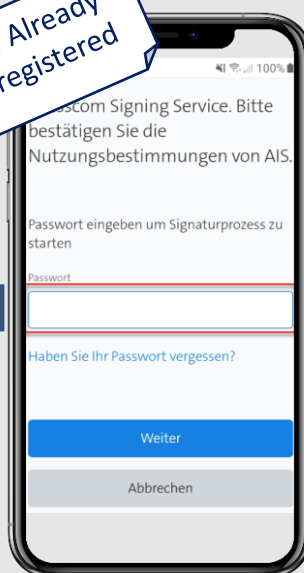 Already
registered
100%
Signing Service. Bitte
bestätigen Sie die
Nutzungsbestimmungen von AIS.
Passwort eingeben um Signaturprozess zu
starten
Passwort
Haben Sie Ihr Passwort vergessen?
Weiter
Abbrechen